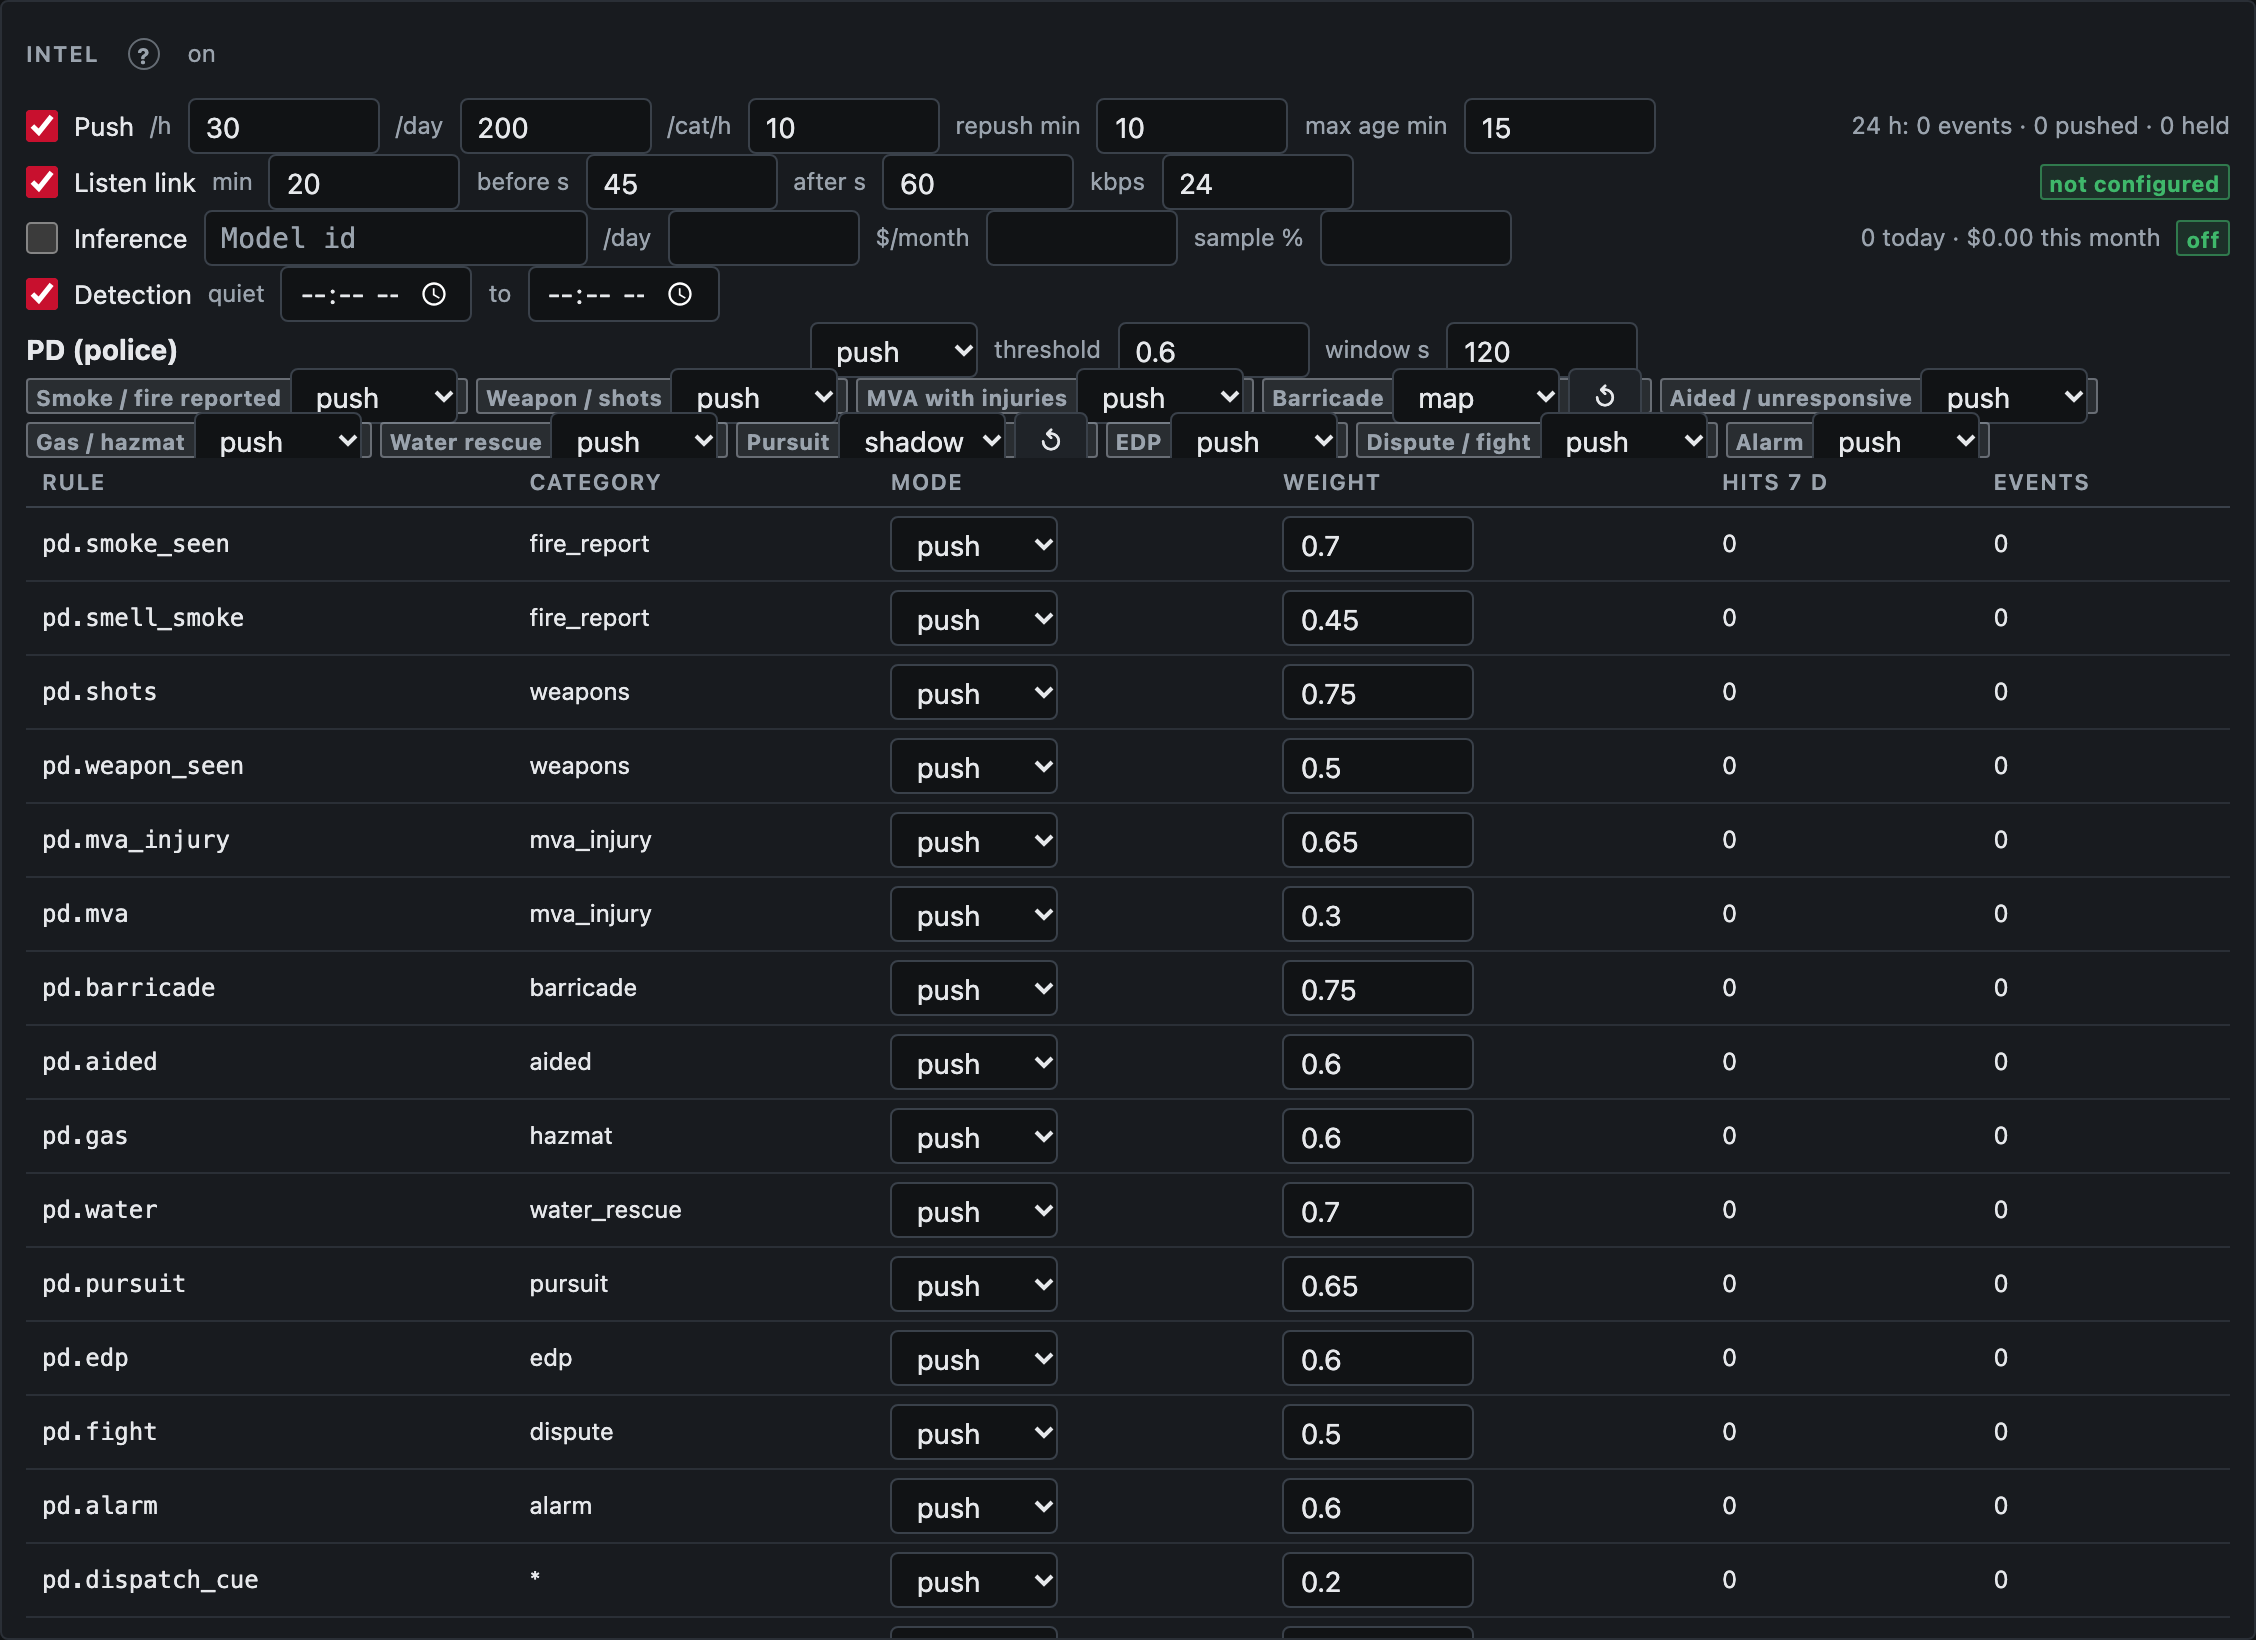 INTEL ? on
Push /h 30 /day 200 /cat/h 10 repush min 10 max age min 15 24 h: 0 events · 0 pushed · 0 held
Listen link min 20 before s 45 after s 60 kbps 24 not configured
Inference Model id /day $/month sample % 0 today · $0.00 this month off
Detection quiet --:-- -- to --:-- --
PD (police) push threshold 0.6 window s 120
Smoke / fire reported push Weapon / shots push MVA with injuries push Barricade map Aided / unresponsive push
Gas / hazmat push Water rescue push Pursuit shadow EDP push Dispute / fight push Alarm push
RULE CATEGORY MODE WEIGHT HITS 7 D EVENTS
pd.smoke_seen fire_report push 0.7 0 0
pd.smell_smoke fire_report push 0.45 0 0
pd.shots weapons push 0.75 0 0
pd.weapon_seen weapons push 0.5 0 0
pd.mva_injury mva_injury push 0.65 0 0
pd.mva mva_injury push 0.3 0 0
pd.barricade barricade push 0.75 0 0
pd.aided aided push 0.6 0 0
pd.gas hazmat push 0.6 0 0
pd.water water_rescue push 0.7 0 0
pd.pursuit pursuit push 0.65 0 0
pd.edp edp push 0.6 0 0
pd.fight dispute push 0.5 0 0
pd.alarm alarm push 0.6 0 0
pd.dispatch_cue * push 0.2 0 0